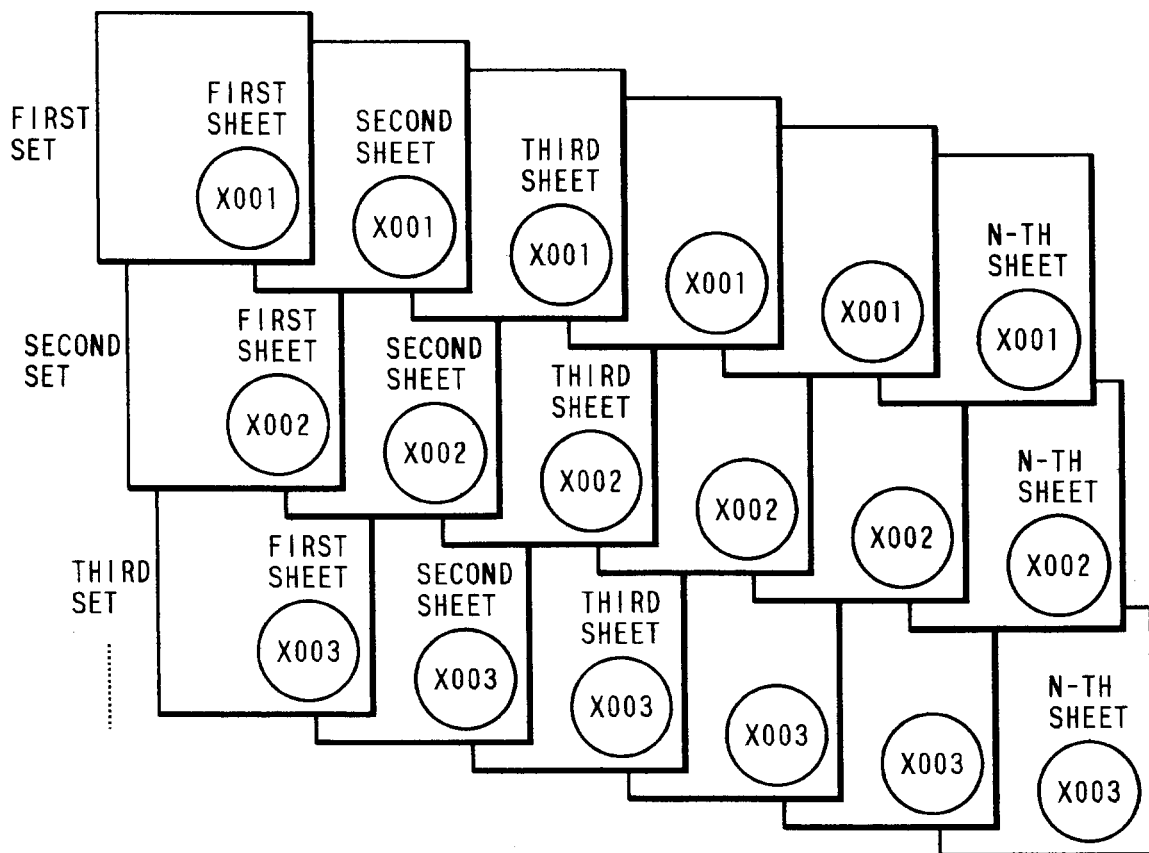 FIRST
SET
FIRST
SHEET
X001
SECOND
SHEET
X001
THIRD
SHEET
X001
X001
X001
N-TH
SHEET
X001
SECOND
SET
FIRST
SHEET
X002
SECOND
SHEET
X002
THIRD
SHEET
X002
X002
X002
N-TH
SHEET
X002
THIRD
SET
FIRST
SHEET
X003
SECOND
SHEET
X003
THIRD
SHEET
X003
X003
X003
N-TH
SHEET
X003